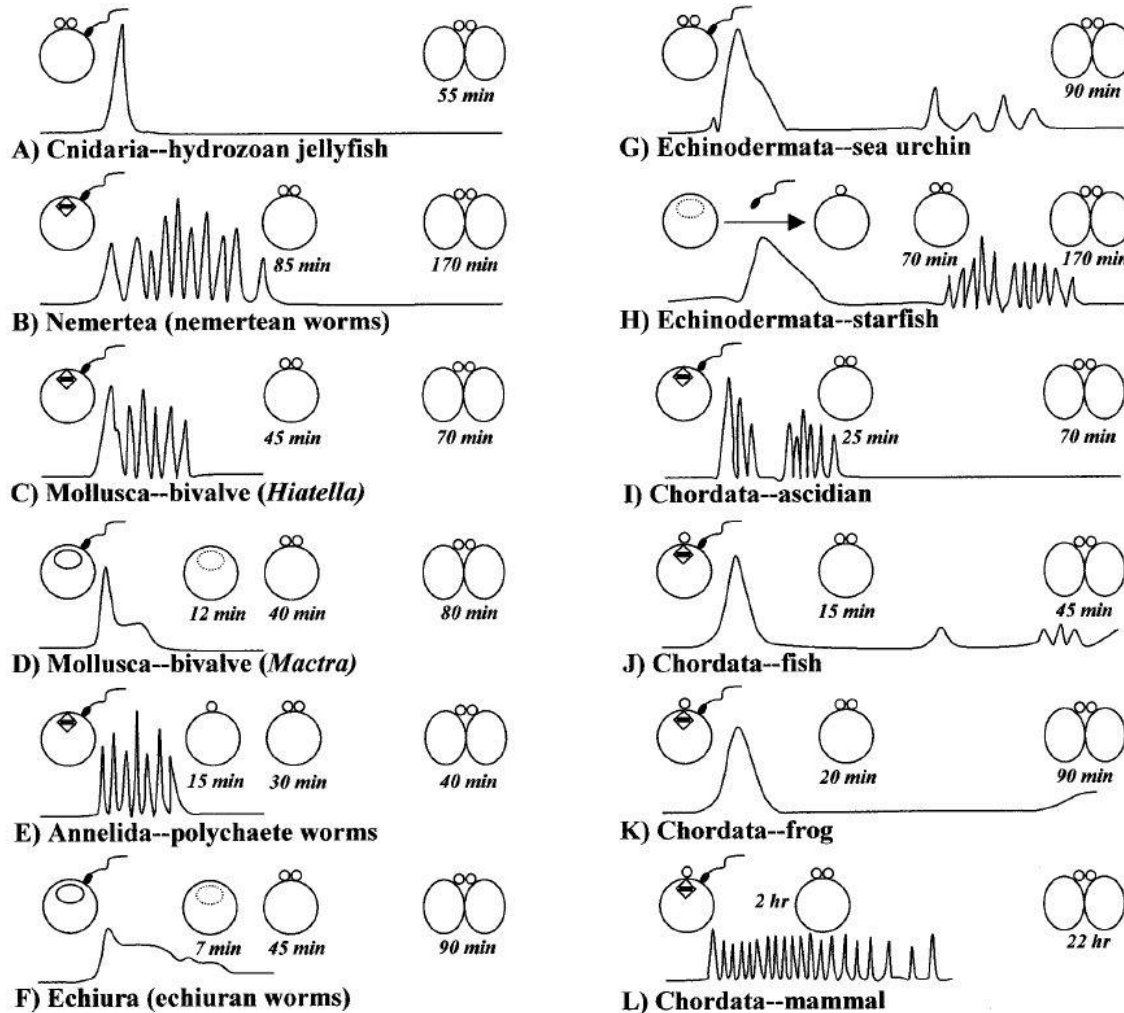 55 min
A) Cnidaria--hydrozoan jellyfish
85 min 170 min
B) Nemertea (nemertean worms)
45 min 70 min
C) Mollusca--bivalve (Hiatella)
12 min 40 min 80 min
D) Mollusca--bivalve (Mactra)
15 min 30 min 40 min
E) Annelida--polychaete worms
7 min 45 min 90 min
F) Echiura (echiuran worms)
90 min
G) Echinodermata--sea urchin
70 min 170 min
H) Echinodermata--starfish
25 min 70 min
I) Chordata--ascidian
15 min 45 min
J) Chordata--fish
20 min 90 min
K) Chordata--frog
2 hr 22 hr
L) Chordata--mammal